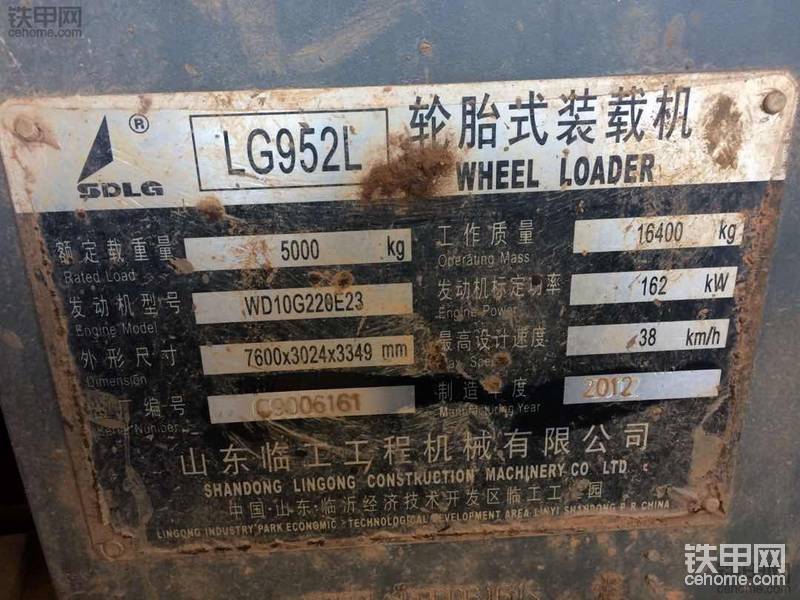 铁甲网
cehome.com
® LG952L 轮胎式装载机
SDLG WHEEL LOADER
额定载重量 5000 kg 工作质量 16400 kg
Rated Load Operating Mass
发动机型号 WD10G220E23 发动机标定功率 162 kW
Engine Model Engine Power
外形尺寸 7600x3024x3349 mm 最高设计速度 38 km/h
Dimension
编号 C9006161 制造年度 2012
Number Manufacturing Year
山东临工工程机械有限公司
SHANDONG LINGONG CONSTRUCTION MACHINERY CO LTD.
中国·山东·临沂经济技术开发区临工工 园
LINGONG INDUSTRY PARK ECONOMIC & TECHNOLOGICAL DEVELOPMENT AREA LINYI SHANDONG P.R.CHINA
铁甲网
cehome.com